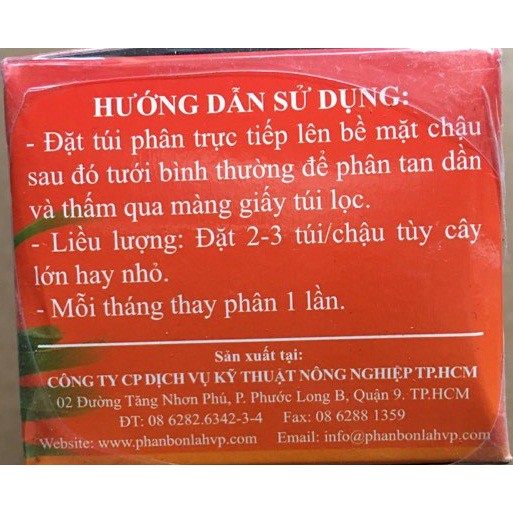 HƯỚNG DẪN SỬ DỤNG:
- Đặt túi phân trực tiếp lên bề mặt chậu
sau đó tưới bình thường để phân tan dần
và thấm qua màng giấy túi lọc.
- Liều lượng: Đặt 2-3 túi/chậu tùy cây
lớn hay nhỏ.
- Mỗi tháng thay phân 1 lần.
Sản xuất tại:
CÔNG TY CP DỊCH VỤ KỸ THUẬT NÔNG NGHIỆP TP.HCM
02 Đường Tăng Nhơn Phú, P. Phước Long B, Quận 9. TP.HCM
ĐT: 08 6282.6342-3-4 Fax: 08 6288 1359
Website: www.phanbonlahvp.com Email: info@phanbonlahvp.com